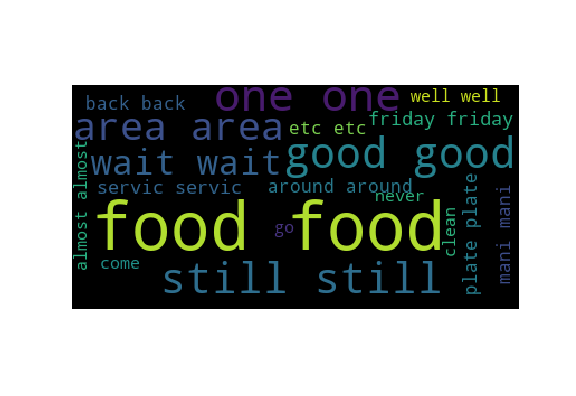 one one
well well
back back
area area
etc etc
friday friday
wait wait
good good
servic servic
around around
never
almost almost
food food
go
clean
plate plate
mani mani
come
still still